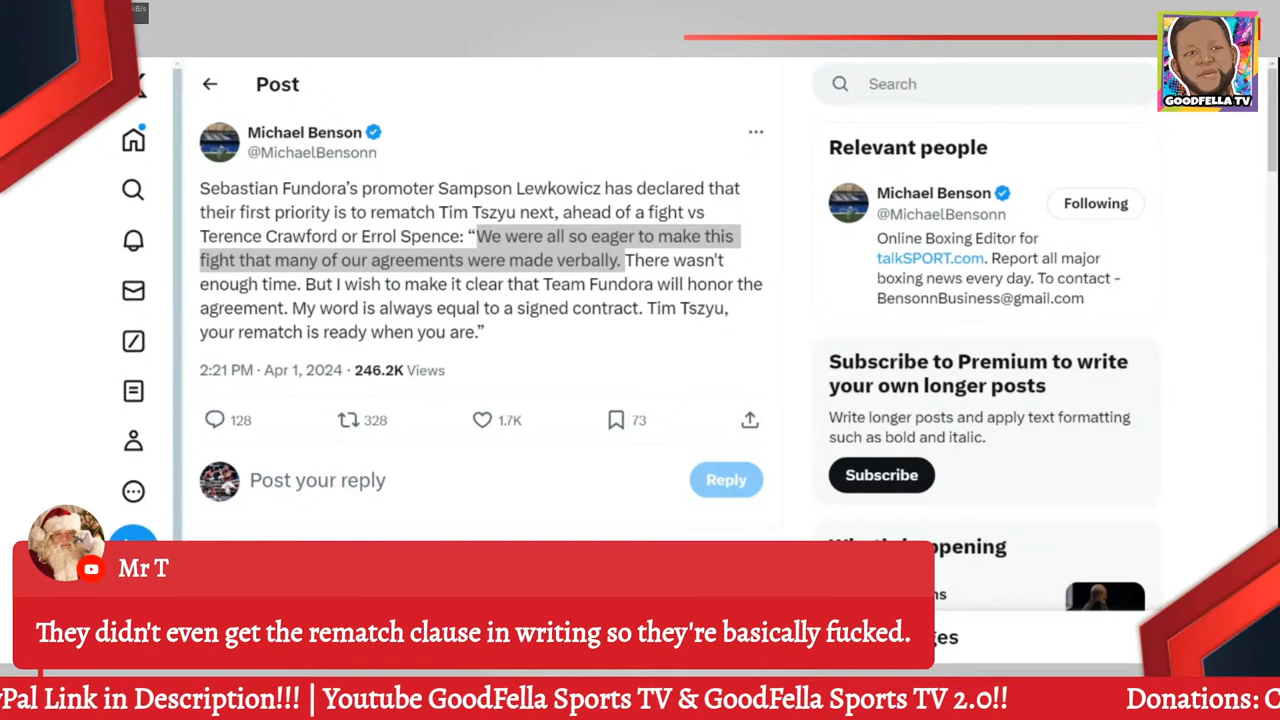 kB/s
GOODFELLA TV
Post
Search
Michael Benson
@MichaelBensonn
Sebastian Fundora’s promoter Sampson Lewkowicz has declared that
their first priority is to rematch Tim Tszyu next, ahead of a fight vs
Terence Crawford or Errol Spence: “We were all so eager to make this
fight that many of our agreements were made verbally. There wasn't
enough time. But I wish to make it clear that Team Fundora will honor the
agreement. My word is always equal to a signed contract. Tim Tszyu,
your rematch is ready when you are.”
2:21 PM · Apr 1, 2024 · 246.2K Views
128 328 1.7K 73
Post your reply
Reply
Relevant people
Michael Benson
@MichaelBensonn
Following
Online Boxing Editor for
talkSPORT.com. Report all major
boxing news every day. To contact -
BensonnBusiness@gmail.com
Subscribe to Premium to write
your own longer posts
Write longer posts and apply text formatting
such as bold and italic.
Subscribe
ppening
Mr T
They didn't even get the rematch clause in writing so they're basically fucked.
yPal Link in Description!!! | Youtube GoodFella Sports TV & GoodFella Sports TV 2.0!! Donations: C